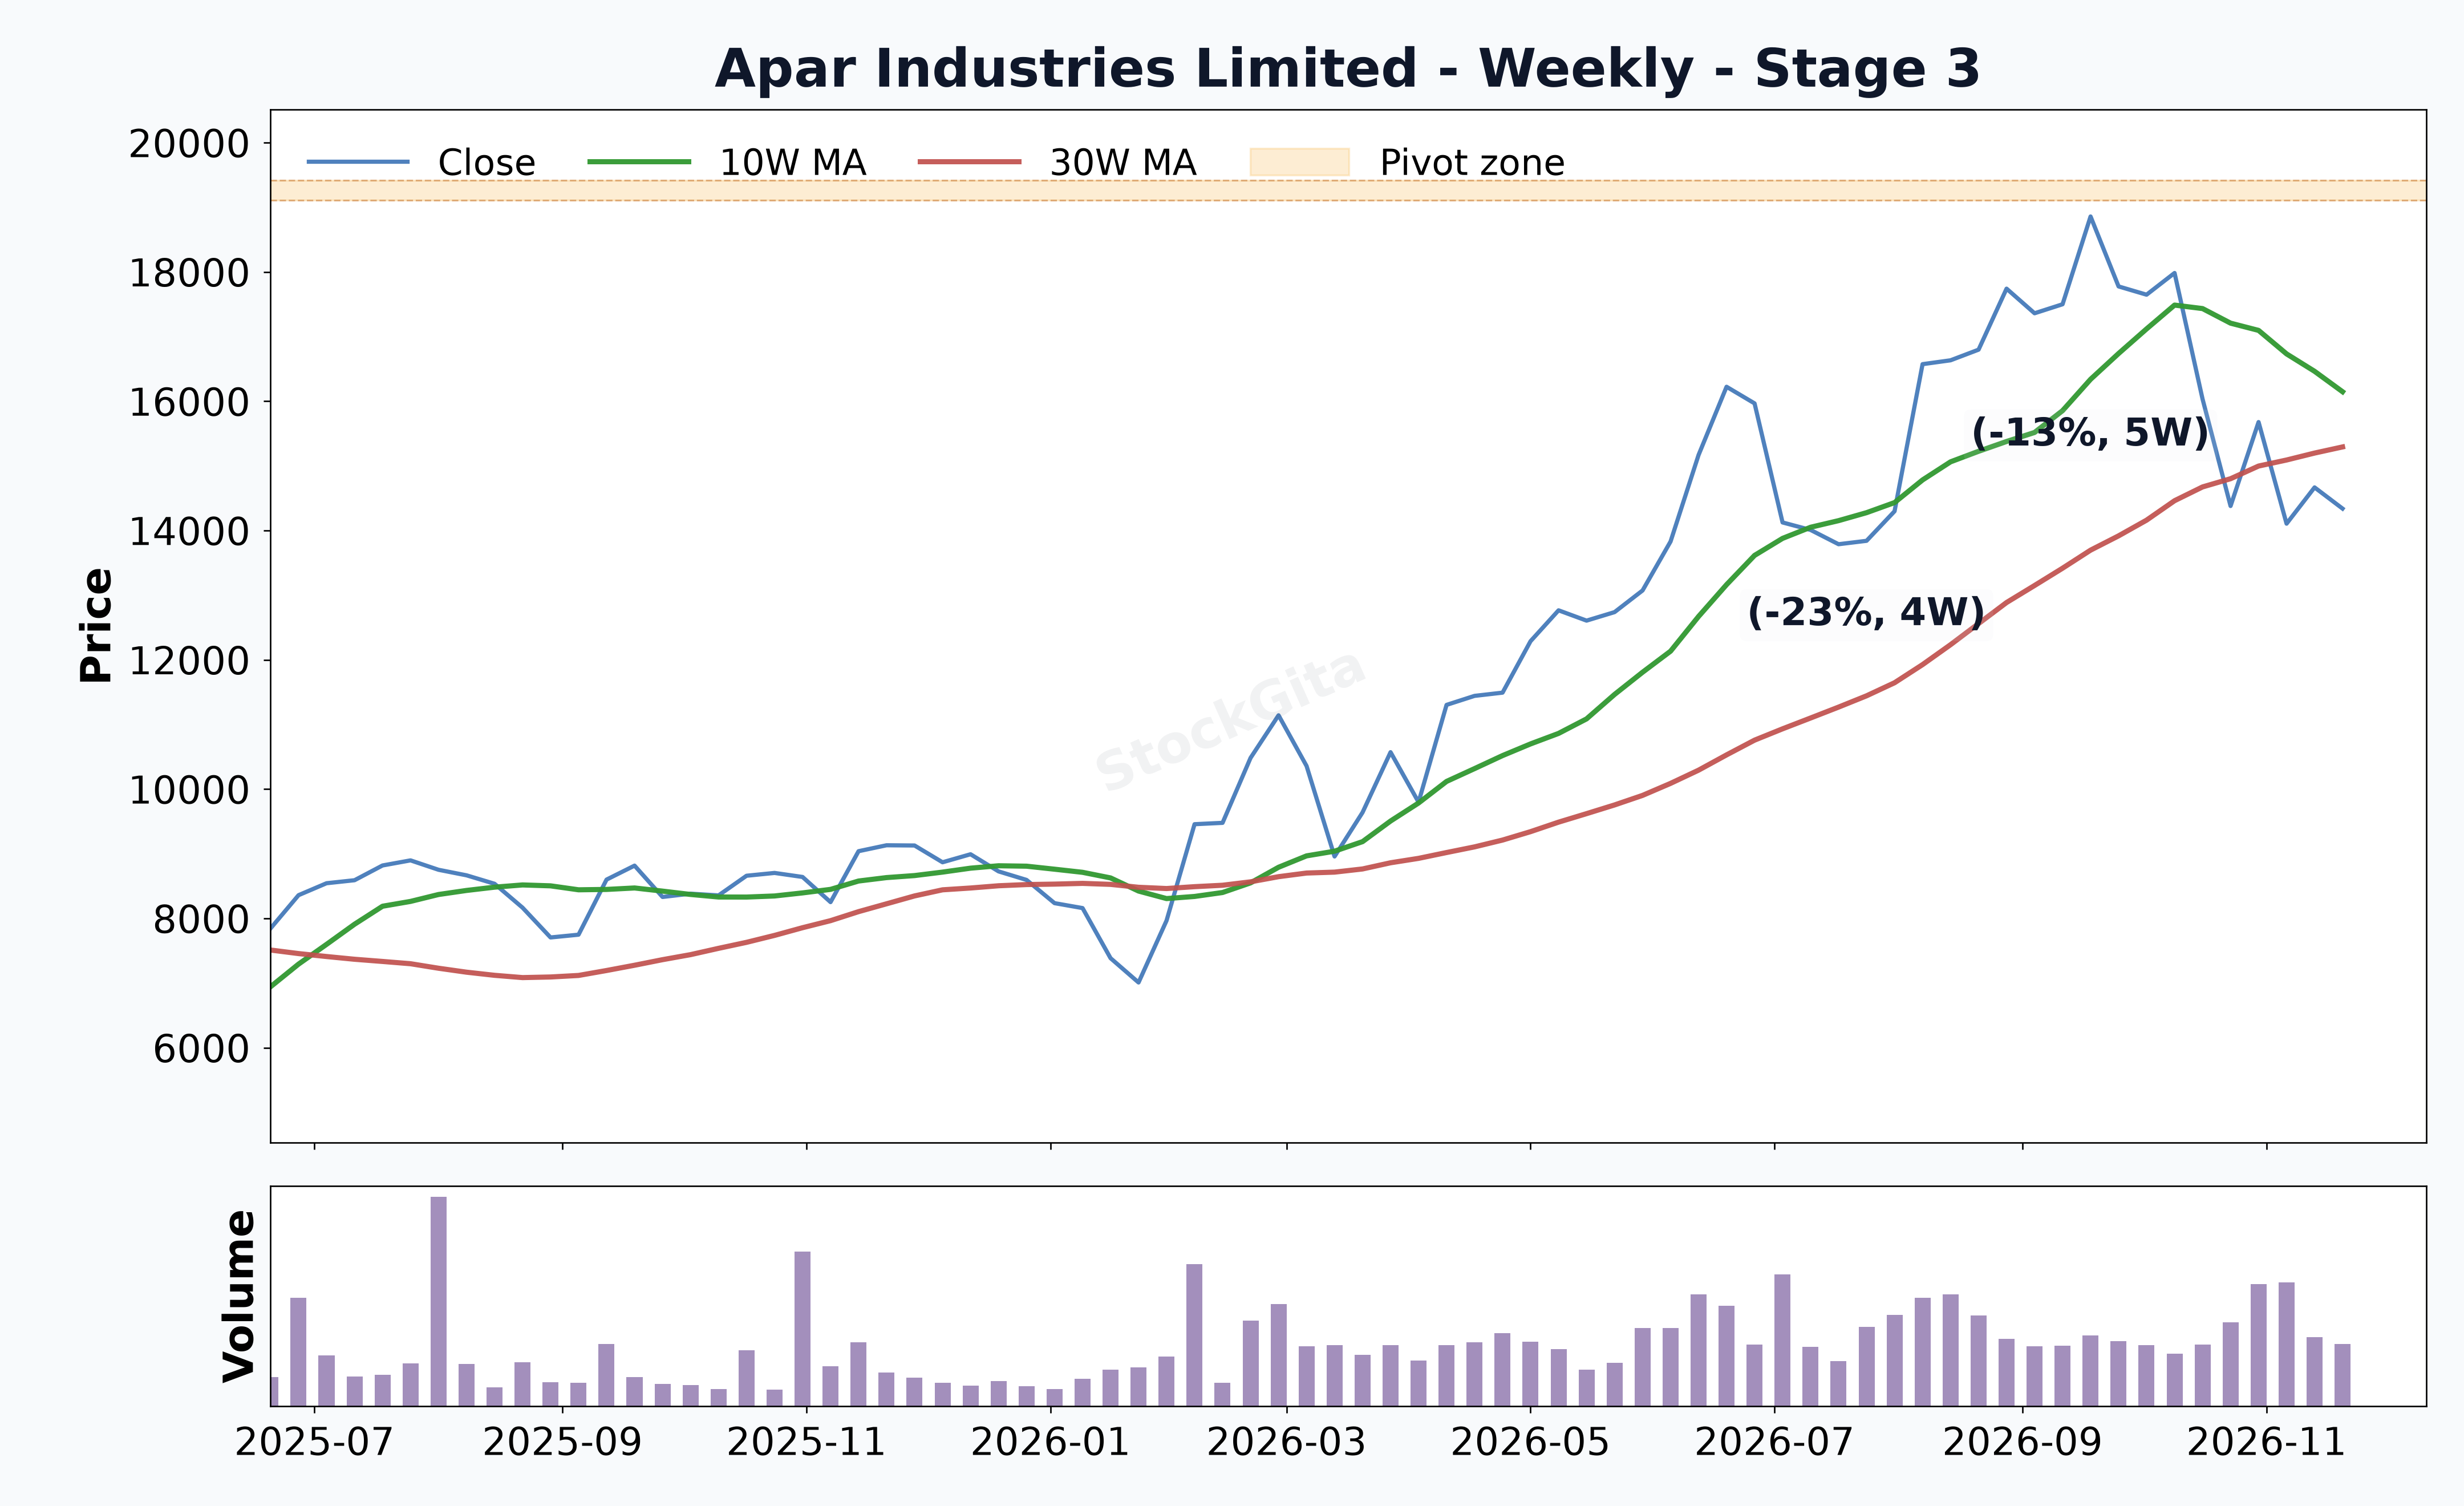 Apar Industries Limited - Weekly - Stage 3
Close 10W MA 30W MA Pivot zone
20000
18000
16000
14000
12000
10000
8000
6000
Price
(-13%, 5W)
(-23%, 4W)
StockGita
Volume
2025-07 2025-09 2025-11 2026-01 2026-03 2026-05 2026-07 2026-09 2026-11